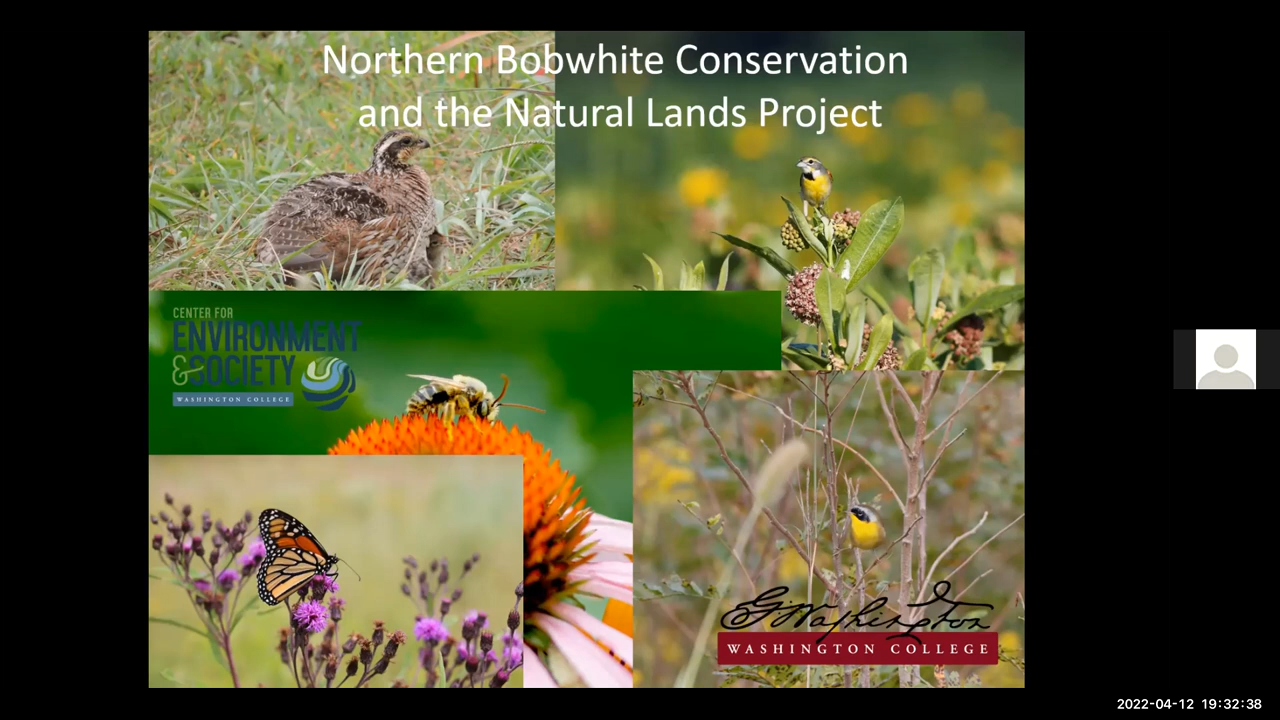 Northern Bobwhite Conservation
and the Natural Lands Project
CENTER FOR
ENVIRONMENT
&SOCIETY
WASHINGTON COLLEGE
G Washington
WASHINGTON COLLEGE
2022-04-12 19:32:38